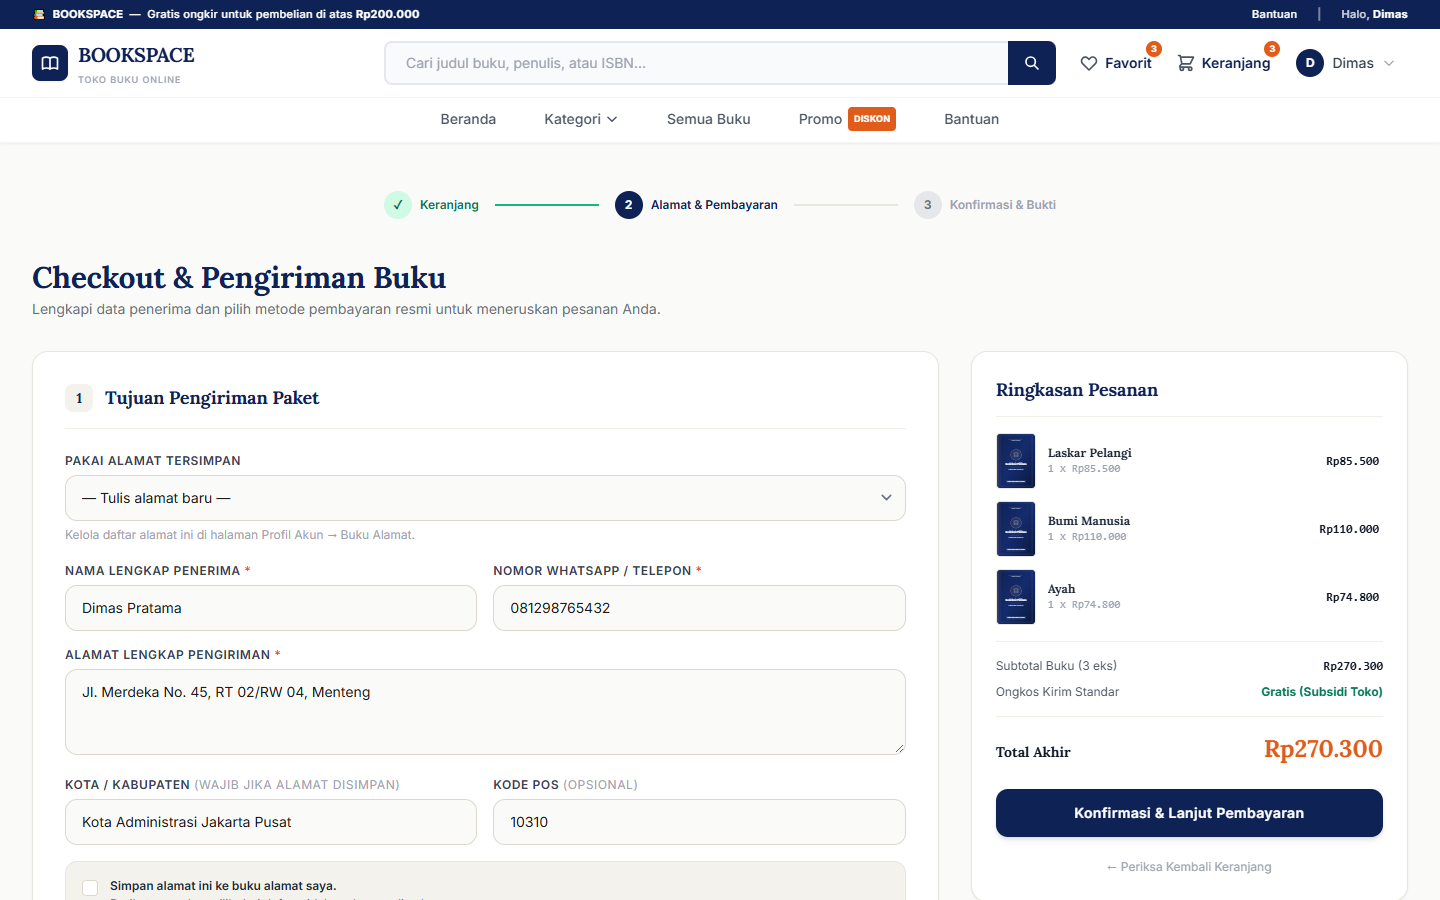 BOOKSPACE — Gratis ongkir untuk pembelian di atas Rp200.000
Bantuan | Halo, Dimas
BOOKSPACE
TOKO BUKU ONLINE
Cari judul buku, penulis, atau ISBN...
Favorit 3
Keranjang 3
D Dimas
Beranda
Kategori
Semua Buku
Promo DISKON
Bantuan
✓ Keranjang
2 Alamat & Pembayaran
3 Konfirmasi & Bukti
Checkout & Pengiriman Buku
Lengkapi data penerima dan pilih metode pembayaran resmi untuk meneruskan pesanan Anda.
1 Tujuan Pengiriman Paket
PAKAI ALAMAT TERSIMPAN
— Tulis alamat baru —
Kelola daftar alamat ini di halaman Profil Akun → Buku Alamat.
NAMA LENGKAP PENERIMA *
Dimas Pratama
NOMOR WHATSAPP / TELEPON *
081298765432
ALAMAT LENGKAP PENGIRIMAN *
Jl. Merdeka No. 45, RT 02/RW 04, Menteng
KOTA / KABUPATEN (WAJIB JIKA ALAMAT DISIMPAN)
Kota Administrasi Jakarta Pusat
KODE POS (OPSIONAL)
10310
Simpan alamat ini ke buku alamat saya.
Ringkasan Pesanan
Laskar Pelangi
1 x Rp85.500
Rp85.500
Bumi Manusia
1 x Rp110.000
Rp110.000
Ayah
1 x Rp74.800
Rp74.800
Subtotal Buku (3 eks) Rp270.300
Ongkos Kirim Standar Gratis (Subsidi Toko)
Total Akhir Rp270.300
Konfirmasi & Lanjut Pembayaran
← Periksa Kembali Keranjang